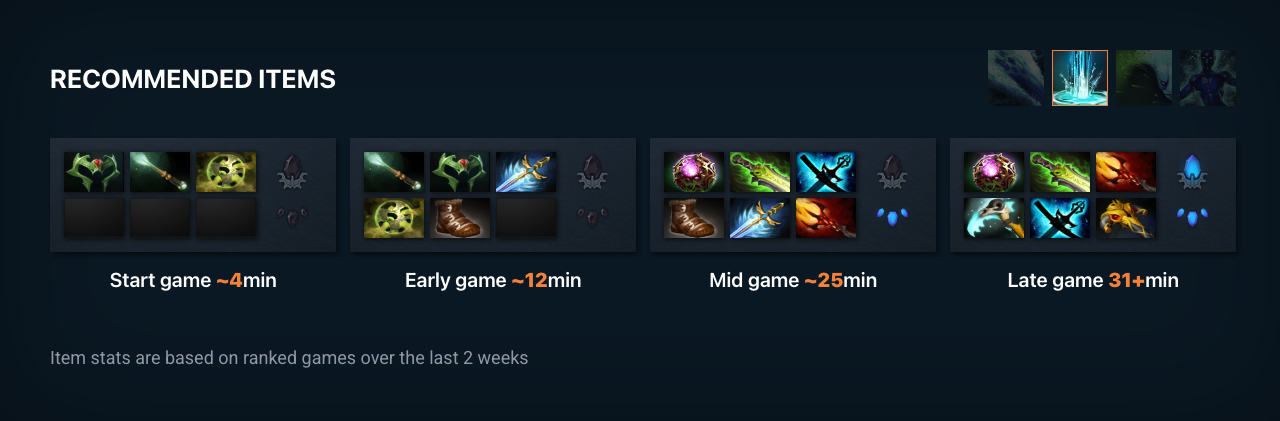 RECOMMENDED ITEMS
Start game ~4min
Early game ~12min
Mid game ~25min
Late game 31+min
Item stats are based on ranked games over the last 2 weeks